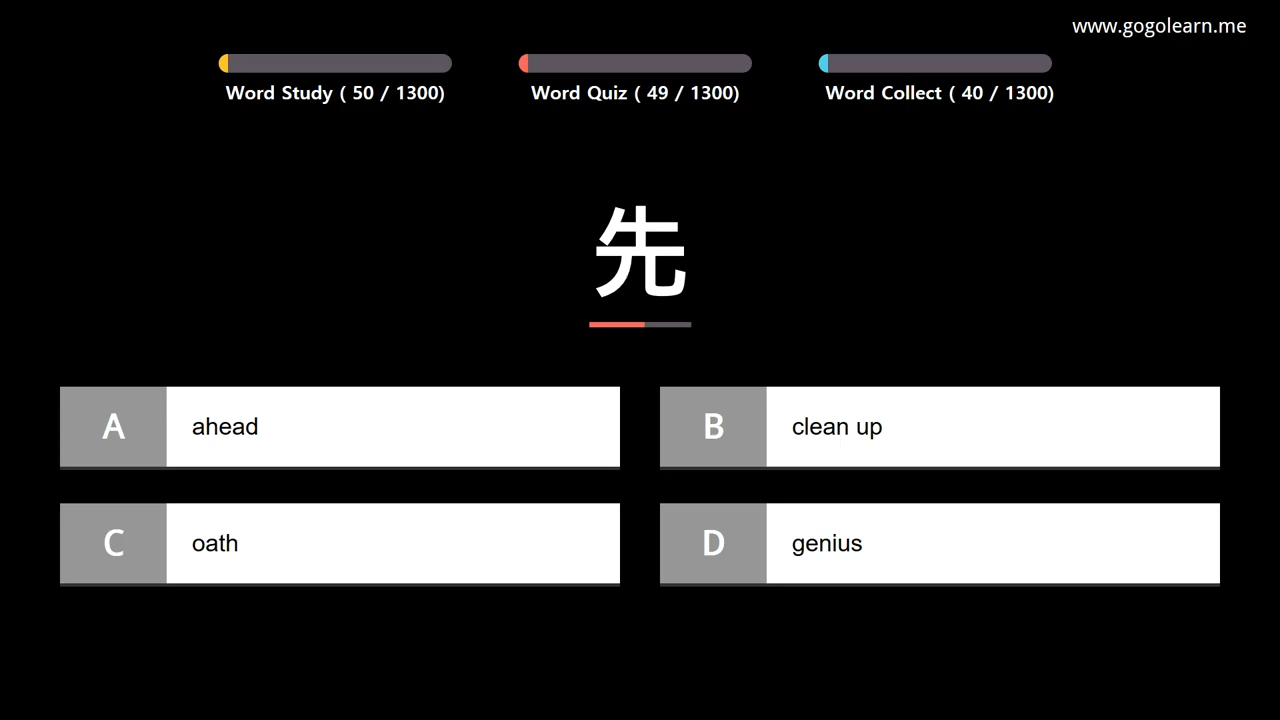 www.gogolearn.me
Word Study ( 50 / 1300)
Word Quiz ( 49 / 1300)
Word Collect ( 40 / 1300)
先
A ahead
B clean up
C oath
D genius